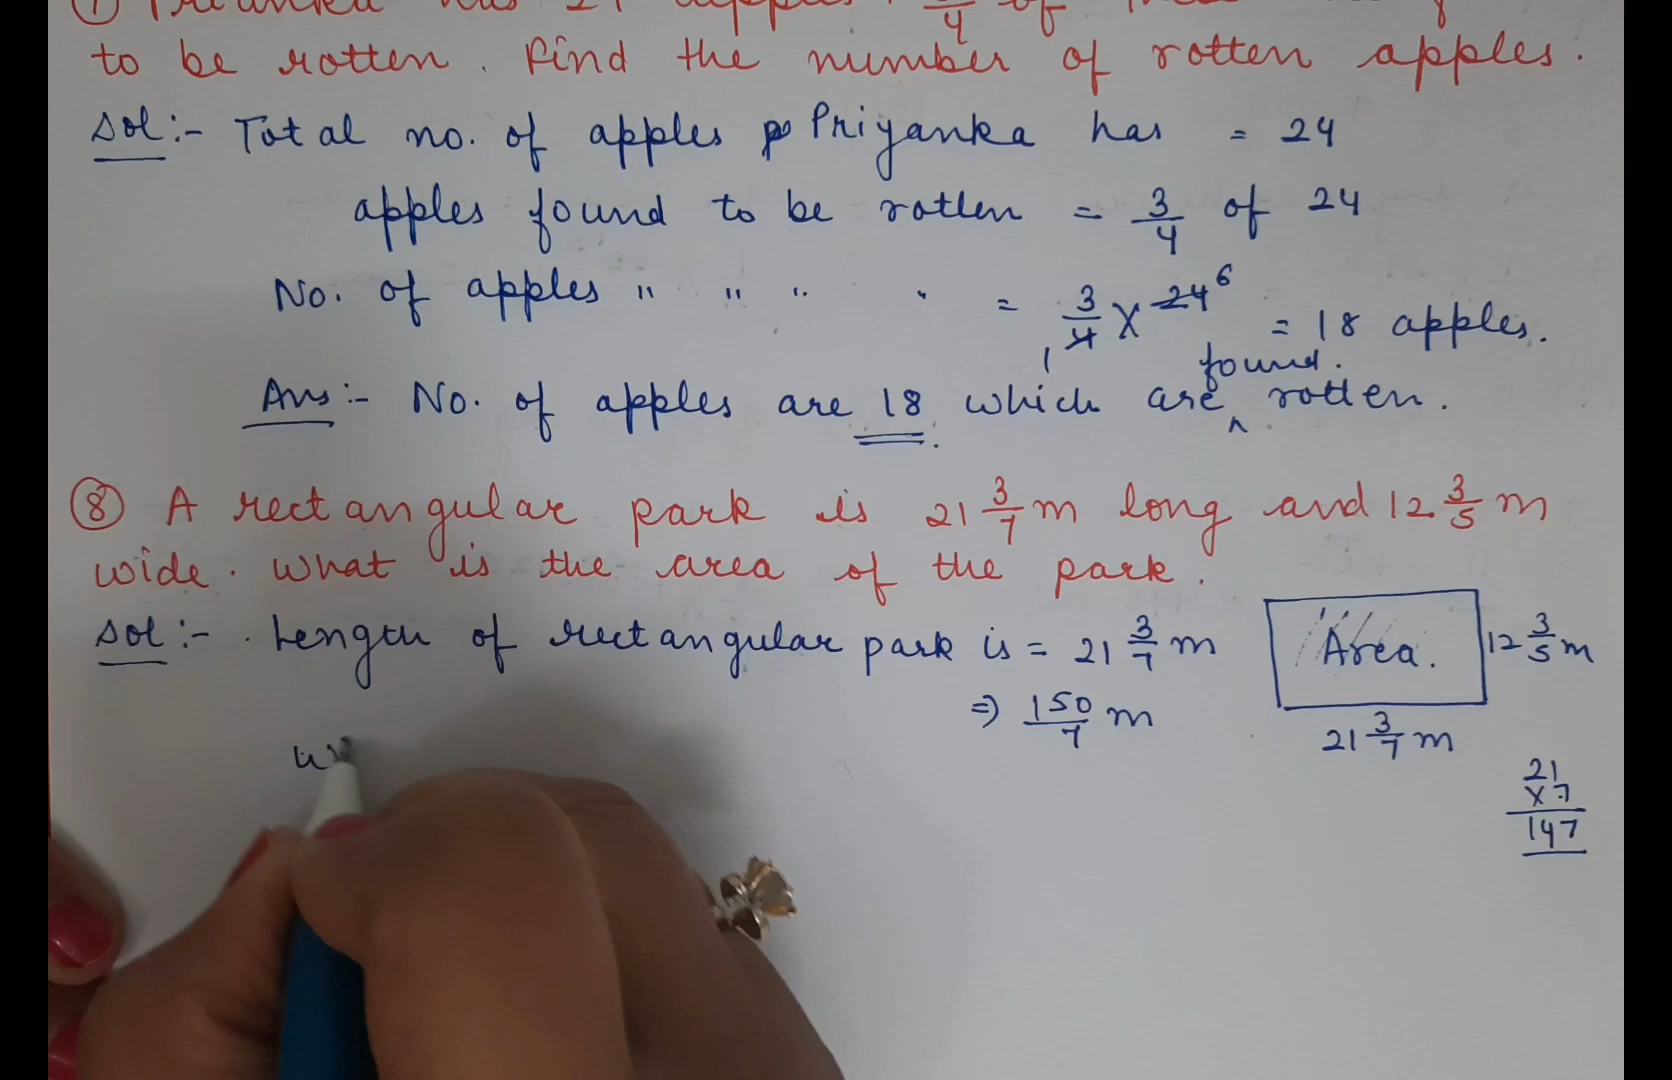 to be rotten. Find the number of rotten apples.
Sol:- Total no. of apples Priyanka has = 24
apples found to be rotten = 3/4 of 24
No. of apples " " " " = 3/4 X 24 6 = 18 apples.
1
found.
Ans:- No. of apples are 18 which are ^ rotten.
⑧ A rectangular park is 21 3/7 m long and 12 3/5 m
wide. What is the area of the park.
Sol:- Length of rectangular park is = 21 3/7 m
Area.
12 3/5 m
⇒ 150/7 m
21 3/7 m
21
X7
147